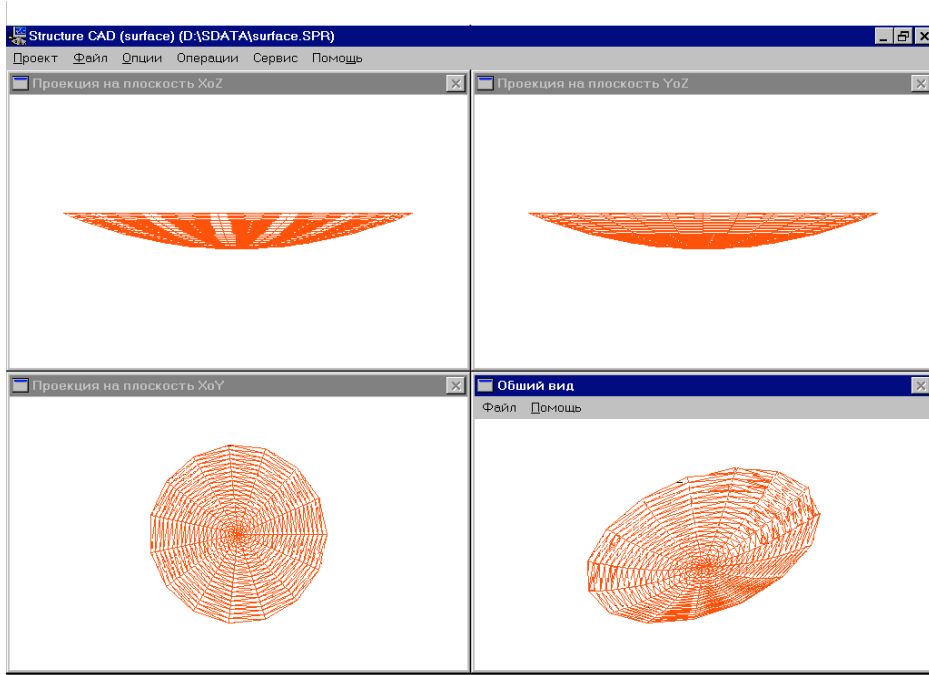 Structure CAD (surface) (D:\SDATA\surface.SPR)
Проект Файл Опции Операции Сервис Помощь
Проекция на плоскость XoZ
Проекция на плоскость YoZ
Проекция на плоскость XoY
Обший вид
Файл Помощь